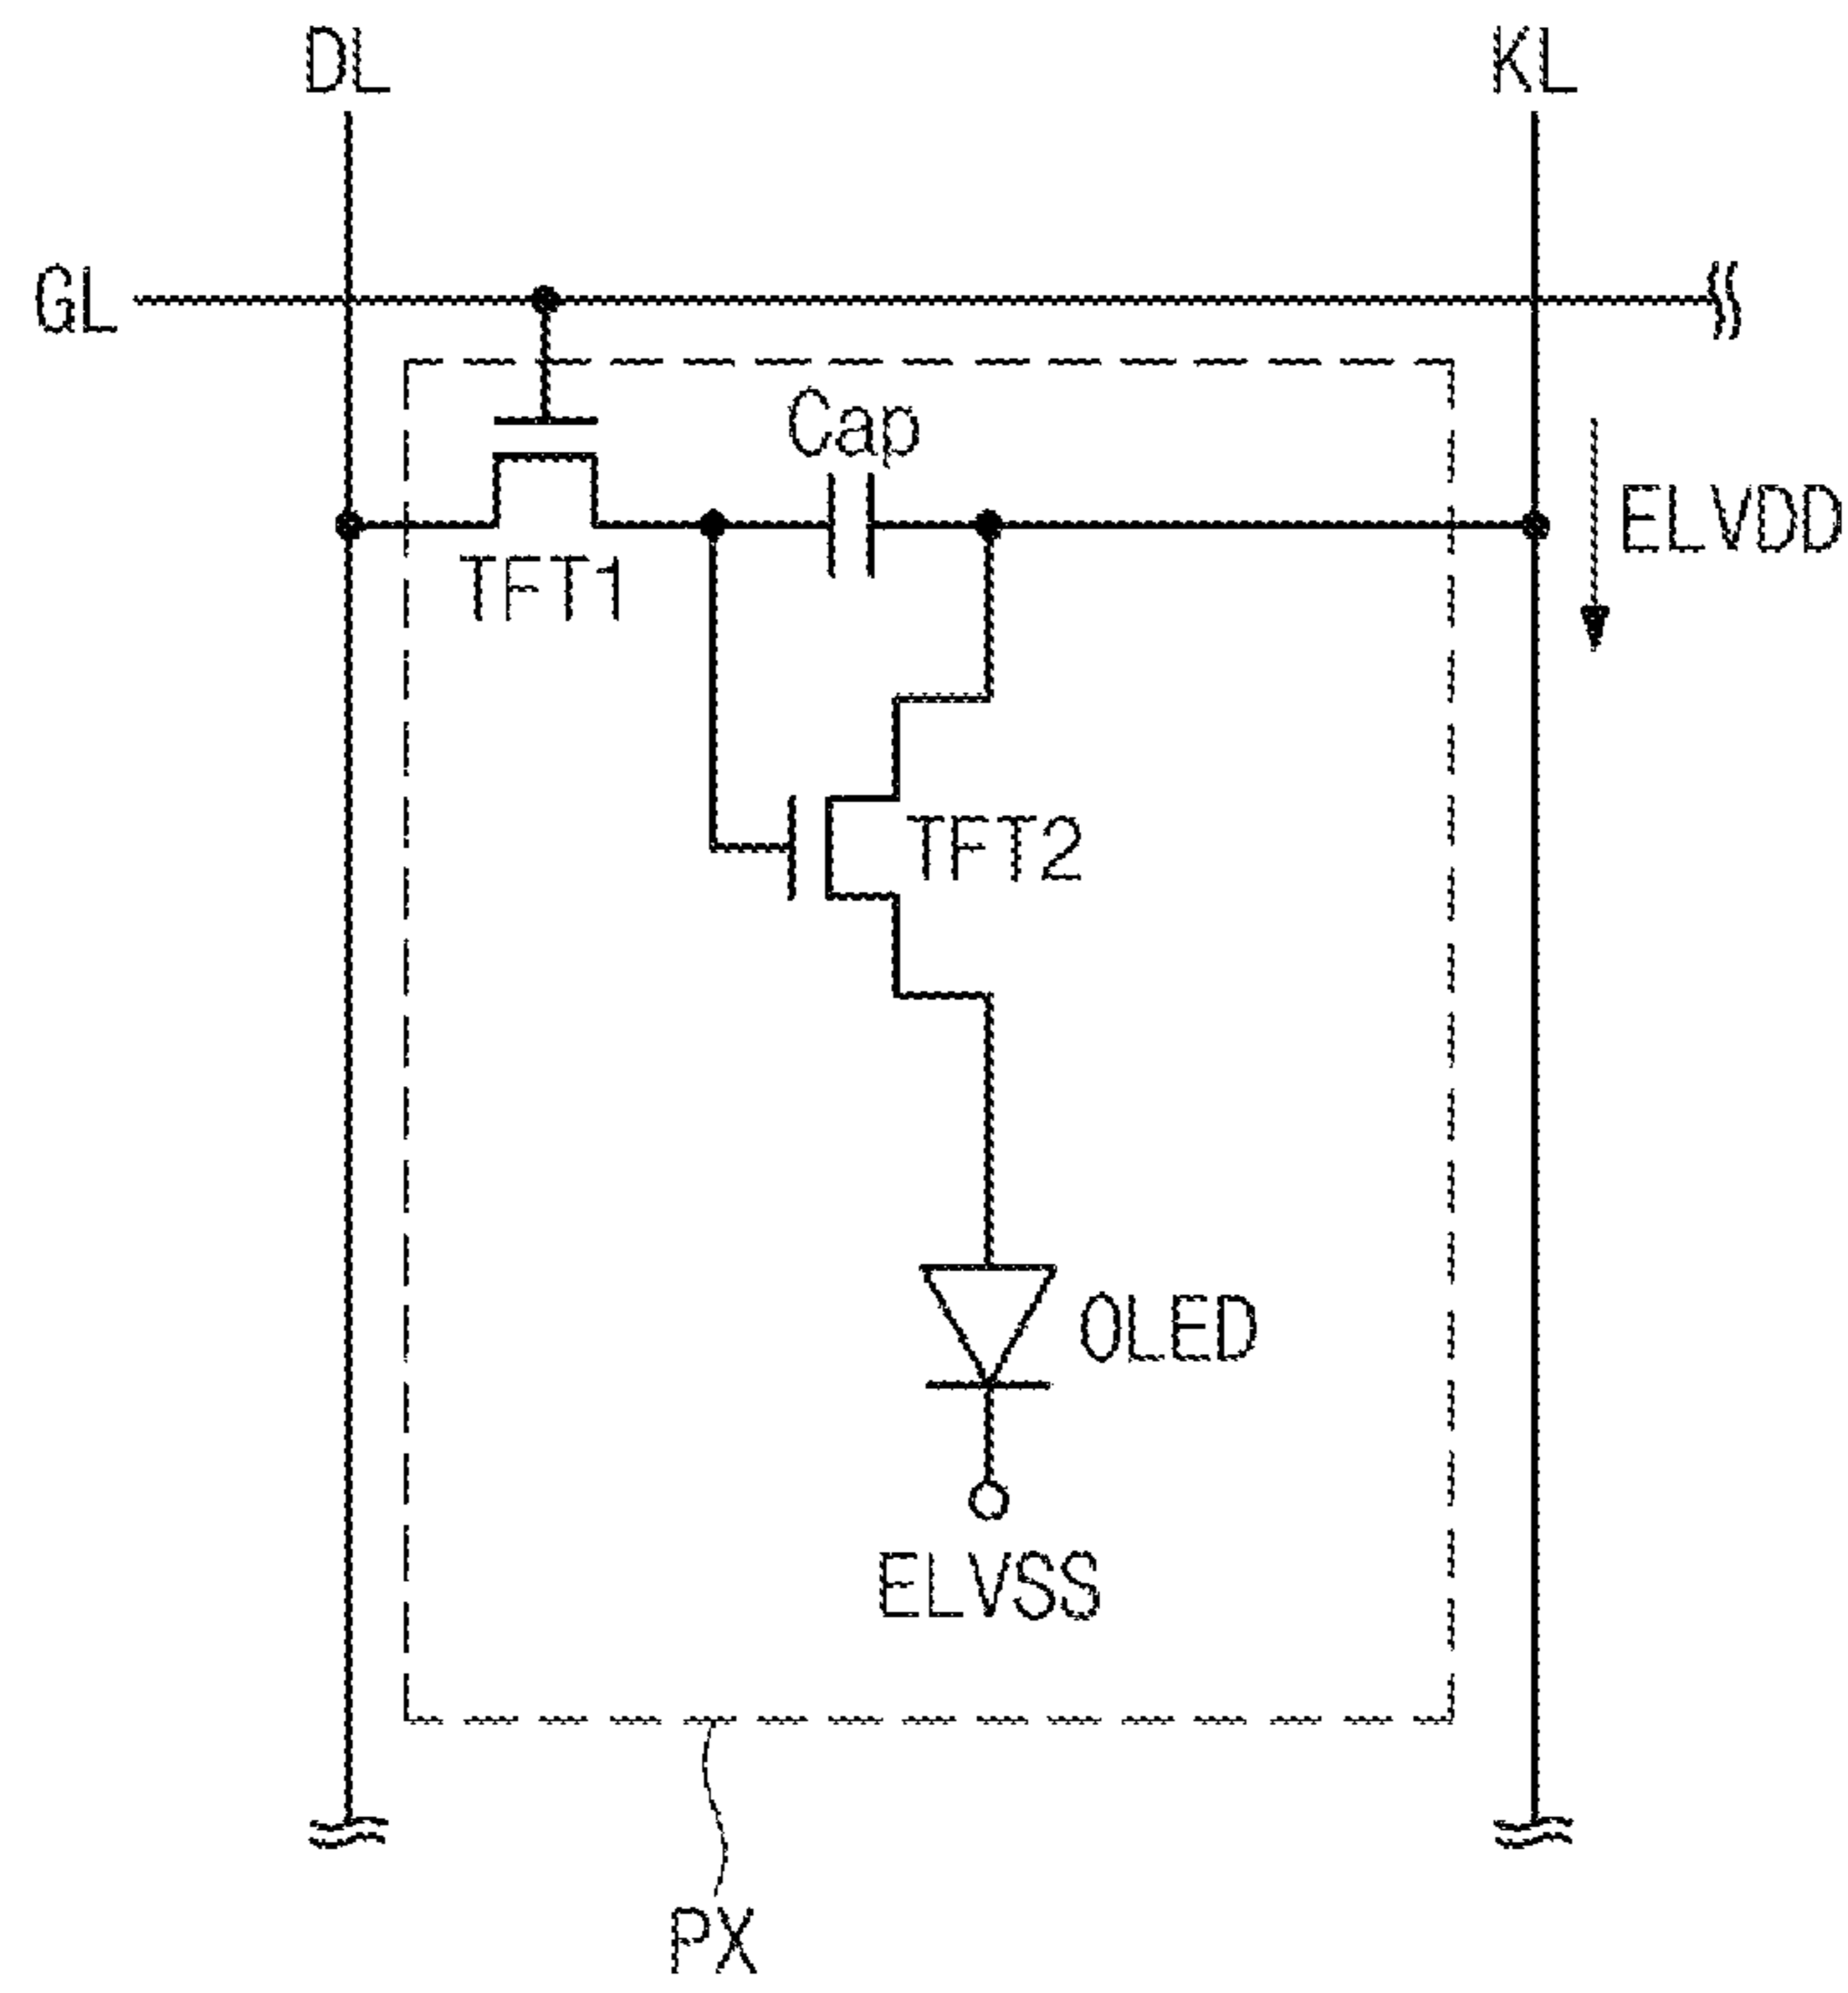 DL
KL
GL
Cap
ELVDD
TFT1
TFT2
OLED
ELVSS
PX